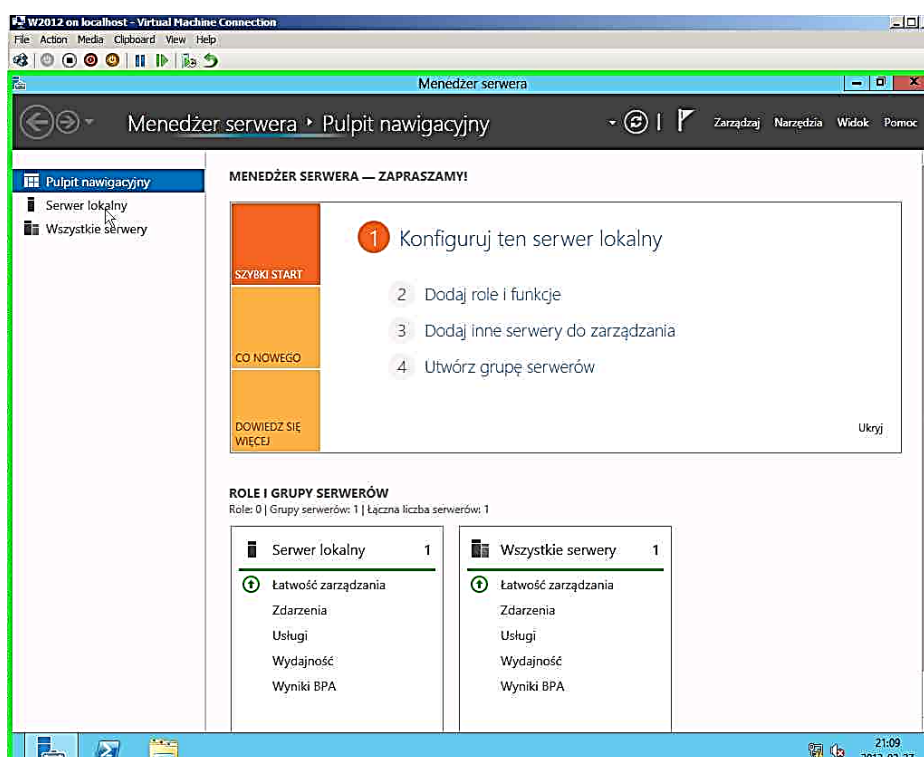 W2012 on localhost - Virtual Machine Connection
File Action Media Clipboard View Help
Menedżer serwera
Menedżer serwera ‣ Pulpit nawigacyjny
Zarządzaj Narzędzia Widok Pomoc
Pulpit nawigacyjny
Serwer lokalny
Wszystkie serwery
MENEDŻER SERWERA — ZAPRASZAMY!
SZYBKI START
CO NOWEGO
DOWIEDZ SIĘ
WIĘCEJ
1 Konfiguruj ten serwer lokalny
2 Dodaj role i funkcje
3 Dodaj inne serwery do zarządzania
4 Utwórz grupę serwerów
Ukryj
ROLE I GRUPY SERWERÓW
Role: 0 | Grupy serwerów: 1 | Łączna liczba serwerów: 1
Serwer lokalny 1
Łatwość zarządzania
Zdarzenia
Usługi
Wydajność
Wyniki BPA
Wszystkie serwery 1
Łatwość zarządzania
Zdarzenia
Usługi
Wydajność
Wyniki BPA
21:09